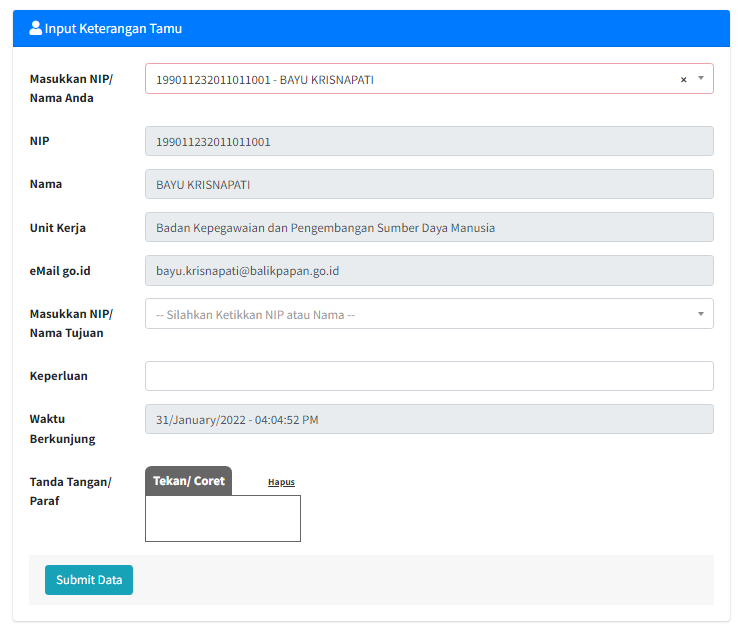 Input Keterangan Tamu
Masukkan NIP/
Nama Anda
199011232011011001 - BAYU KRISNAPATI
×
NIP
199011232011011001
Nama
BAYU KRISNAPATI
Unit Kerja
Badan Kepegawaian dan Pengembangan Sumber Daya Manusia
eMail go.id
bayu.krisnapati@balikpapan.go.id
Masukkan NIP/
Nama Tujuan
-- Silahkan Ketikkan NIP atau Nama --
Keperluan
Waktu
Berkunjung
31/January/2022 - 04:04:52 PM
Tanda Tangan/
Paraf
Tekan/ Coret
Hapus
Submit Data